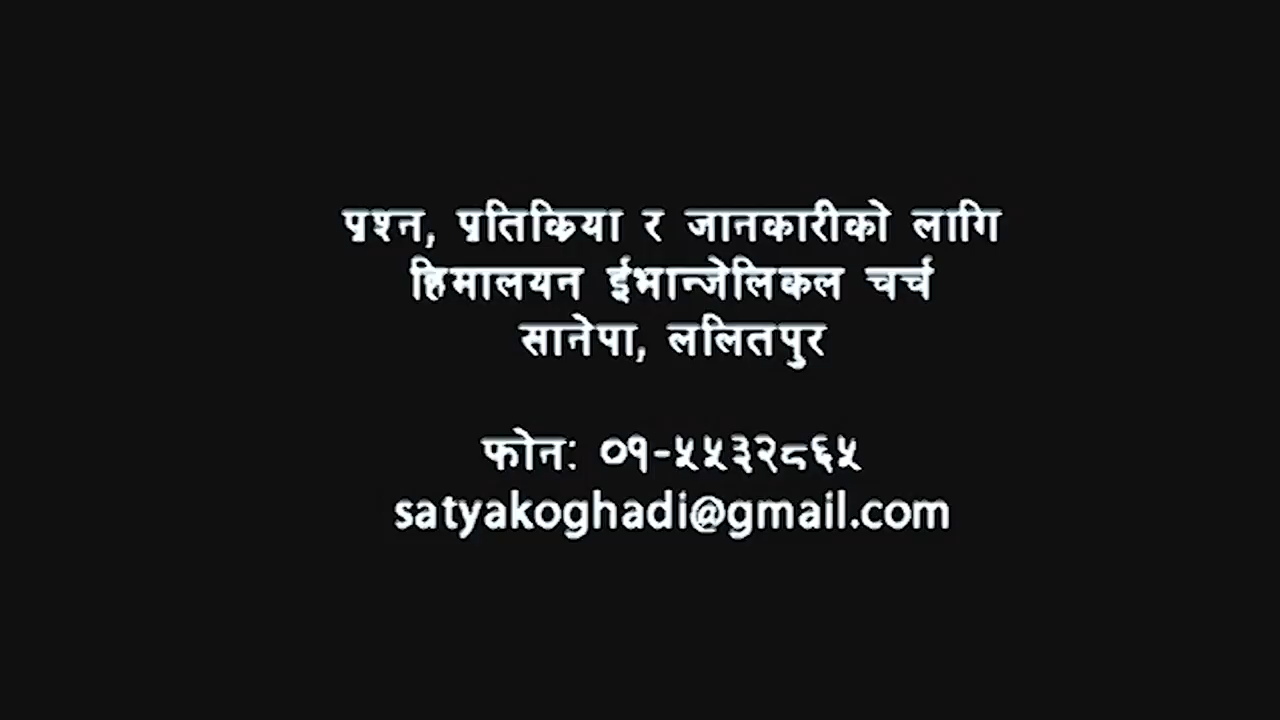 प्रश्न, प्रतिक्रिया र जानकारीको लागि
हिमालयन ईभान्जेलिकल चर्च
सानेपा, ललितपुर
फोन: ०१-५५३२८६५
satyakoghadi@gmail.com